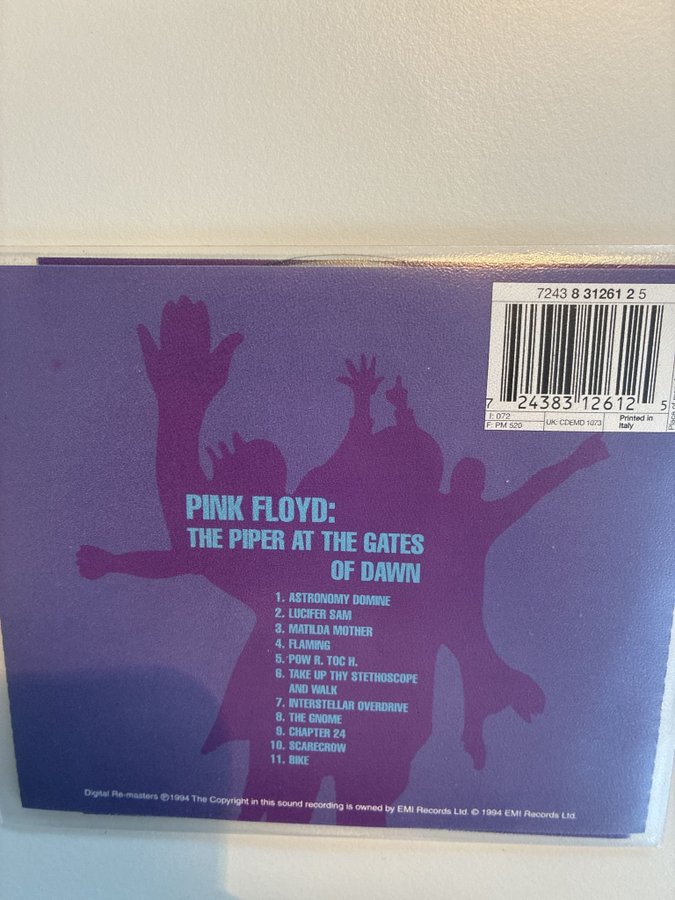 7243 8 31261 2 5
7 24383 12612 5
I: 072
F: PM 520
UK: CDEMD 1073
Printed in
Italy
PINK FLOYD:
THE PIPER AT THE GATES
OF DAWN
1. ASTRONOMY DOMINE
2. LUCIFER SAM
3. MATILDA MOTHER
4. FLAMING
5. POW R. TOC H.
6. TAKE UP THY STETHOSCOPE
AND WALK
7. INTERSTELLAR OVERDRIVE
8. THE GNOME
9. CHAPTER 24
10. SCARECROW
11. BIKE
Digital Re-masters ℗1994 The Copyright in this sound recording is owned by EMI Records Ltd. © 1994 EMI Records Ltd.